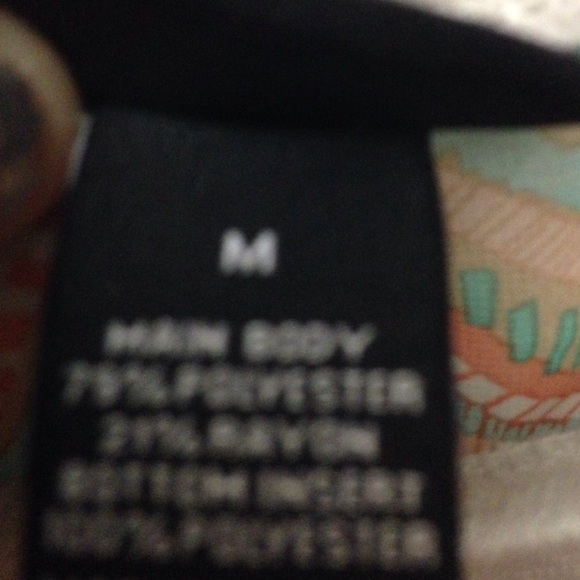 M
MAIN BODY
79% POLYESTER
21% RAYON
BOTTOM INSERT
100% POLYESTER